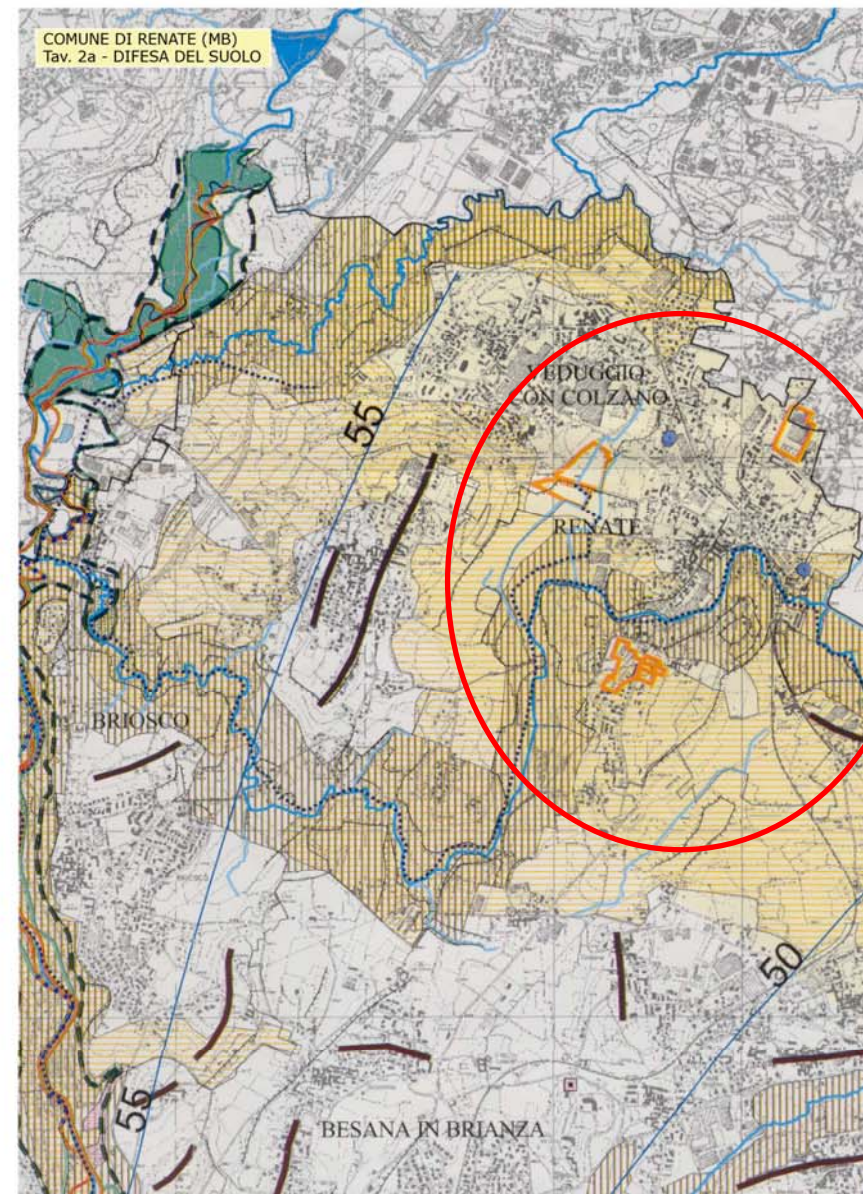 COMUNE DI RENATE (MB)
Tav. 2a - DIFESA DEL SUOLO
VEDUGGIO
CON COLZANO
55
RENATE
BRIOSCO
50
55
BESANA IN BRIANZA